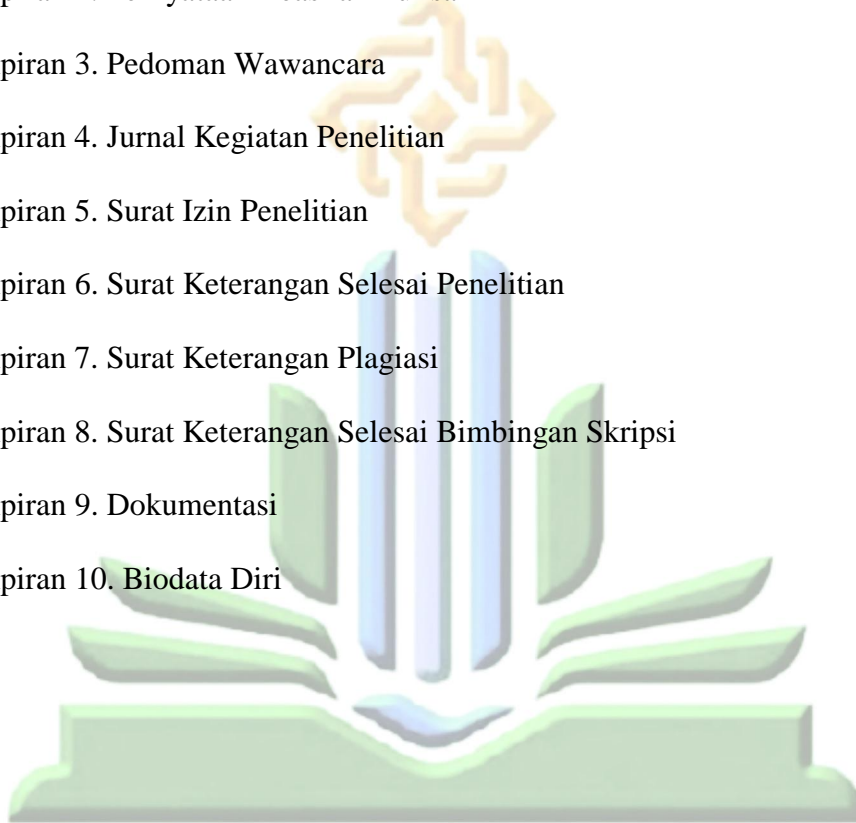 piran 3. Pedoman Wawancara
piran 4. Jurnal Kegiatan Penelitian
piran 5. Surat Izin Penelitian
piran 6. Surat Keterangan Selesai Penelitian
piran 7. Surat Keterangan Plagiasi
piran 8. Surat Keterangan Selesai Bimbingan Skripsi
piran 9. Dokumentasi
piran 10. Biodata Diri